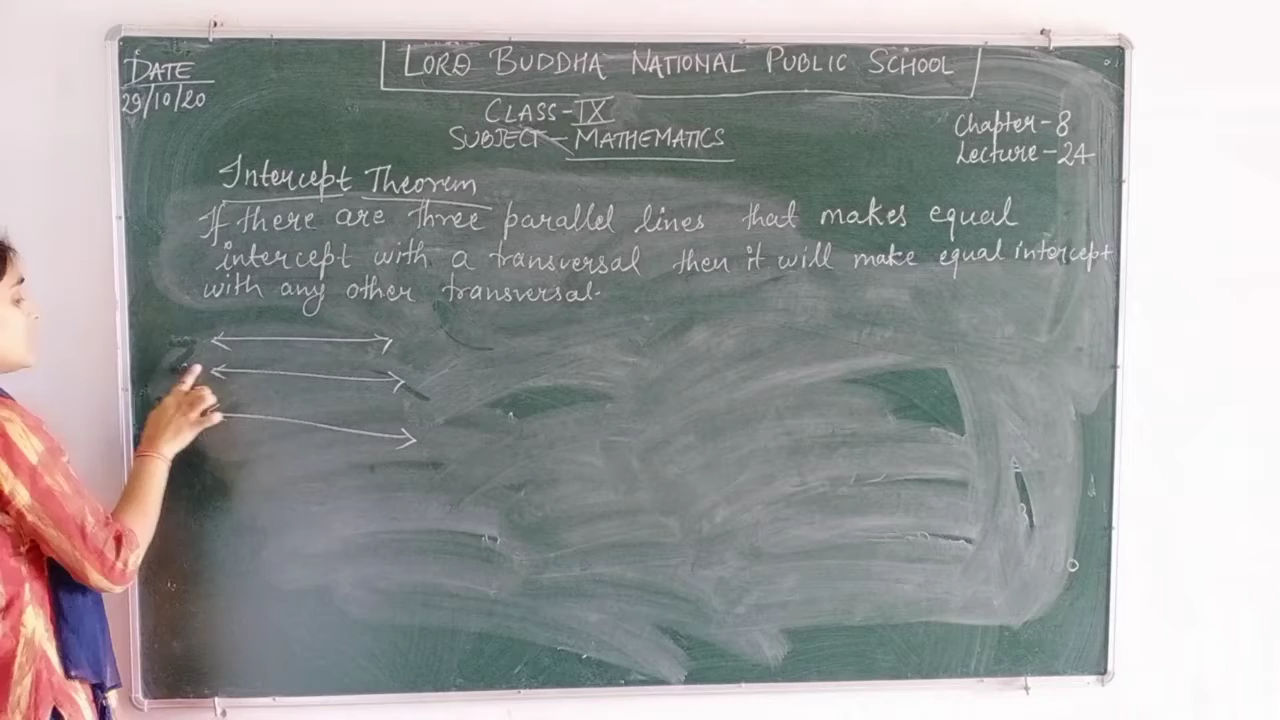 DATE
29/10/20
LORD BUDDHA NATIONAL PUBLIC SCHOOL
CLASS-IX
SUBJECT-MATHEMATICS
Chapter-8
Lecture-24
Intercept Theorem
If there are three parallel lines that makes equal
intercept with a transversal then it will make equal intercept
with any other transversal.